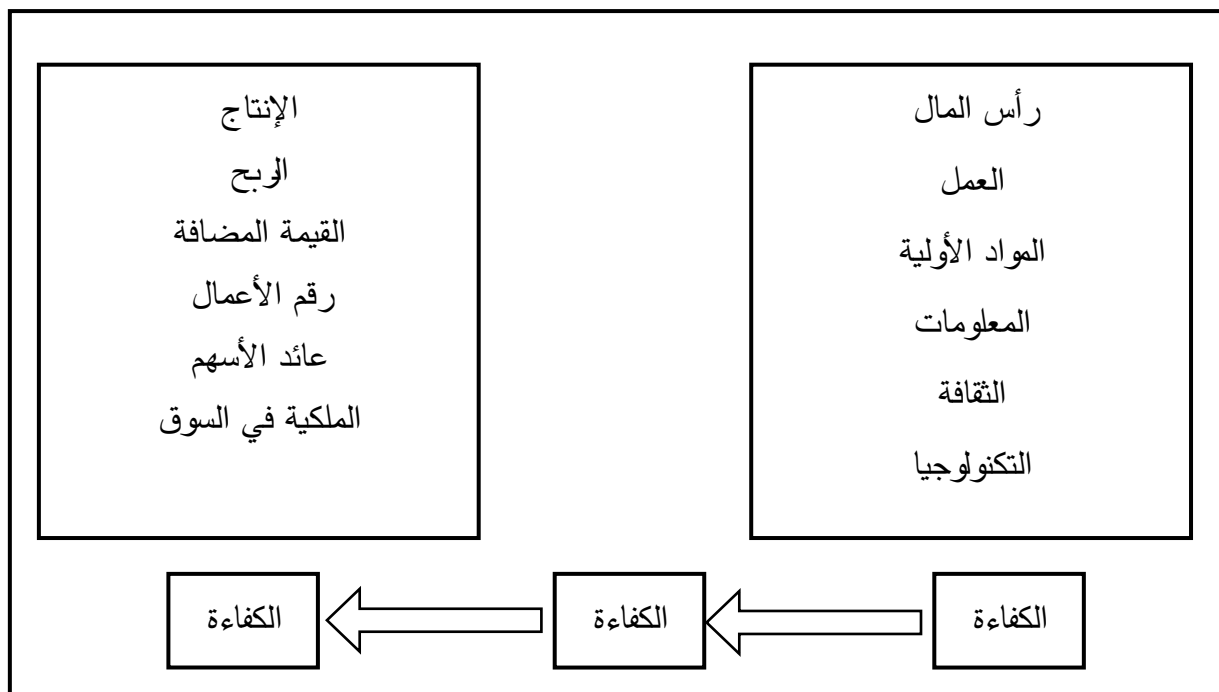 رأس المال
العمل
المواد الأولية
المعلومات
الثقافة
التكنولوجيا
الإنتاج
الربح
القيمة المضافة
رقم الأعمال
عائد الأسهم
الملكية في السوق
الكفاءة
الكفاءة
الكفاءة